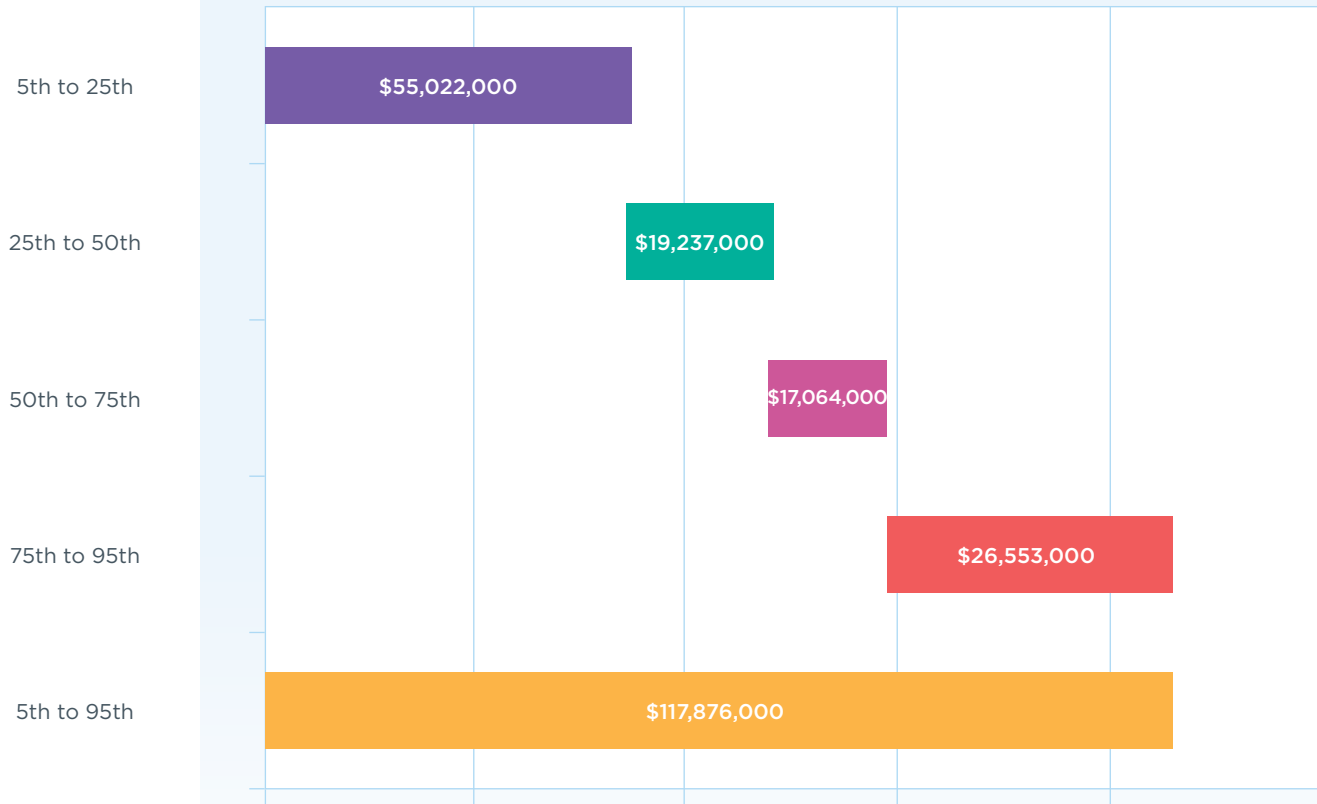 5th to 25th
$55,022,000
25th to 50th
$19,237,000
50th to 75th
$17,064,000
75th to 95th
$26,553,000
5th to 95th
$117,876,000